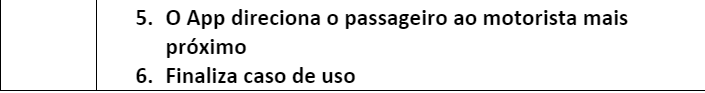 5. O App direciona o passageiro ao motorista mais
próximo
6. Finaliza caso de uso